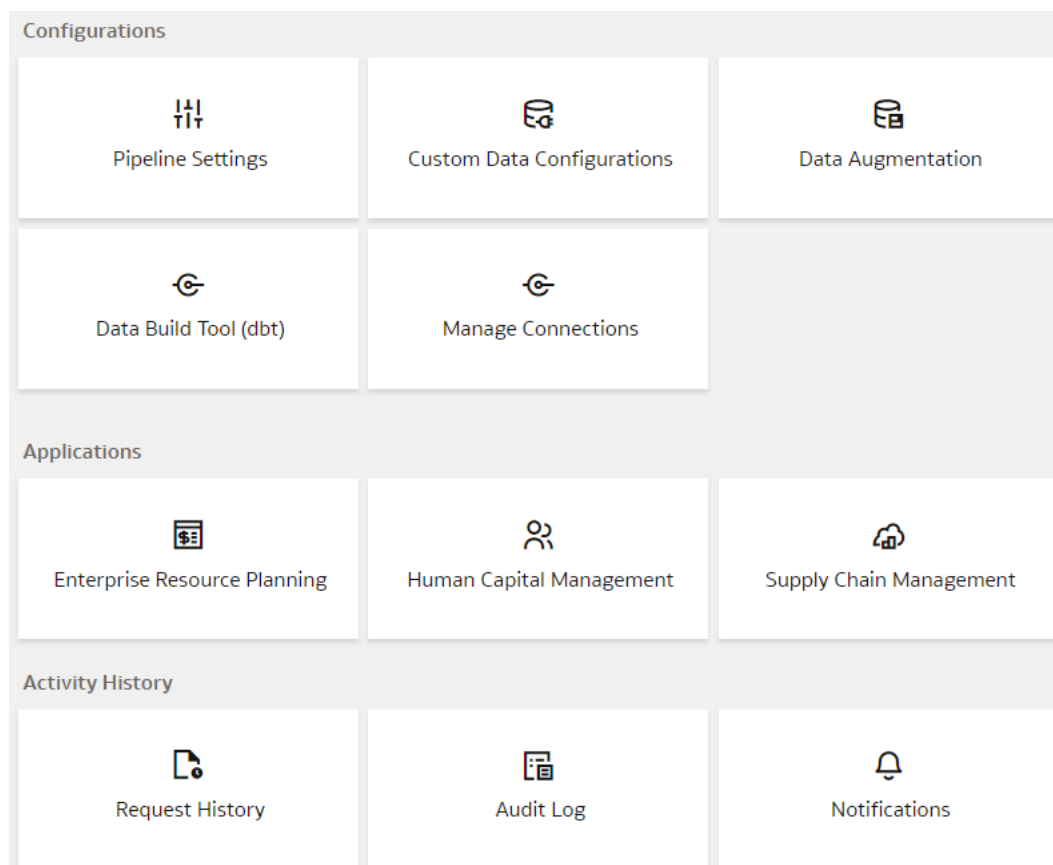 Configurations
Pipeline Settings
Custom Data Configurations
Data Augmentation
Data Build Tool (dbt)
Manage Connections
Applications
Enterprise Resource Planning
Human Capital Management
Supply Chain Management
Activity History
Request History
Audit Log
Notifications